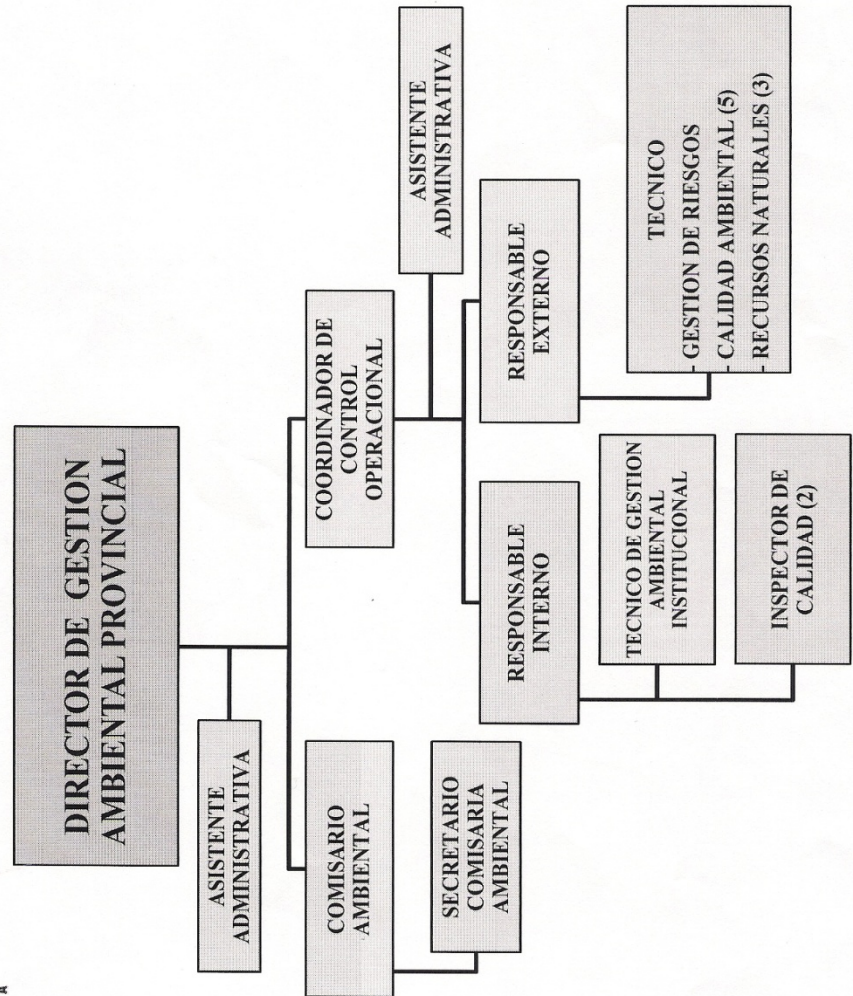 DIRECTOR DE GESTION
AMBIENTAL PROVINCIAL
ASISTENTE
ADMINISTRATIVA
COMISARIO
AMBIENTAL
SECRETARIO
COMISARIA
AMBIENTAL
COORDINADOR DE
CONTROL
OPERACIONAL
ASISTENTE
ADMINISTRATIVA
RESPONSABLE
INTERNO
TECNICO DE GESTION
AMBIENTAL
INSTITUCIONAL
INSPECTOR DE
CALIDAD (2)
RESPONSABLE
EXTERNO
TECNICO
- GESTION DE RIESGOS
- CALIDAD AMBIENTAL (5)
- RECURSOS NATURALES (3)